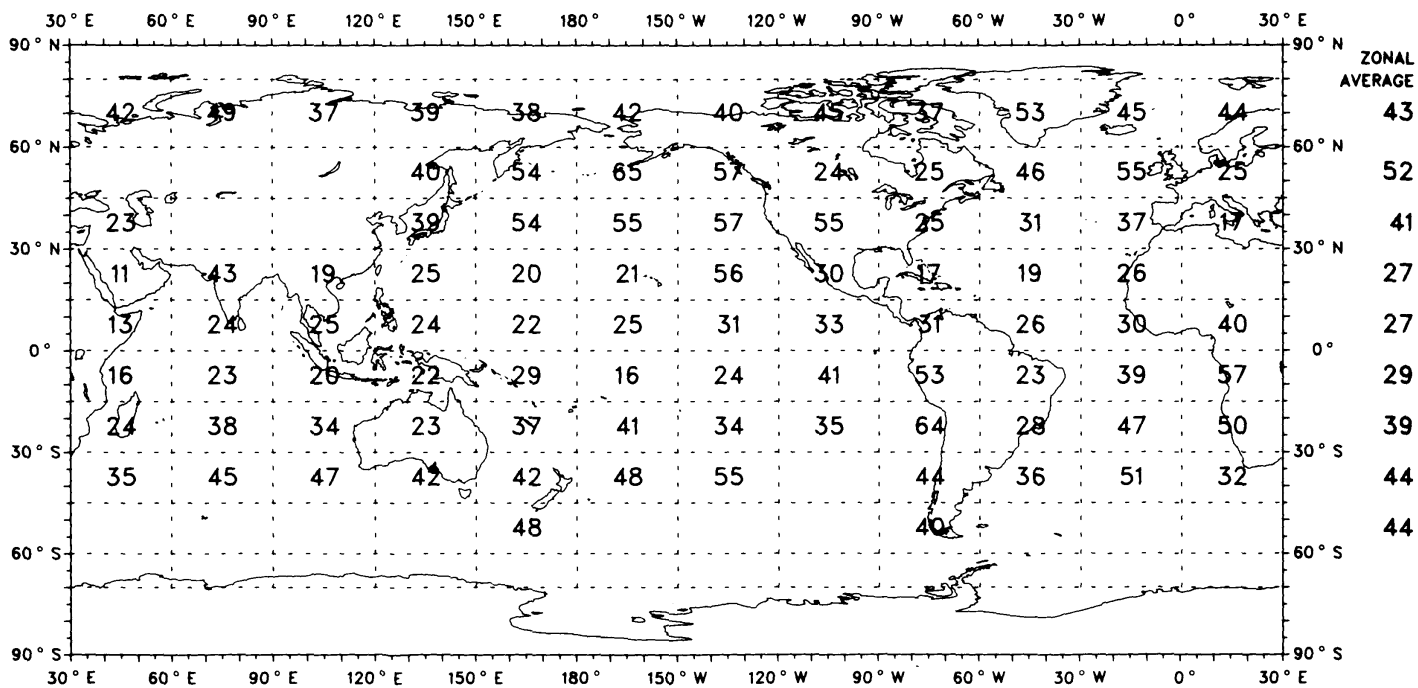 30° E 60° E 90° E 120° E 150° E 180° 150° W 120° W 90° W 60° W 30° W 0° 30° E
90° N 90° N
ZONAL
AVERAGE
42 49 37 39 38 42 40 45 37 53 45 44 43
60° N 60° N
40 54 65 57 24 25 46 55 25 52
23 39 54 55 57 55 25 31 37 17 41
30° N 30° N
11 43 19 25 20 21 56 30 17 19 26 27
13 24 25 24 22 25 31 33 31 26 30 40 27
0° 0°
16 23 20 22 29 16 24 41 53 23 39 57 29
24 38 34 23 37 41 34 35 64 28 47 50 39
30° S 30° S
35 45 47 42 42 48 55 44 36 51 32 44
48 40 44
60° S 60° S
90° S 90° S
30° E 60° E 90° E 120° E 150° E 180° 150° W 120° W 90° W 60° W 30° W 0° 30° E